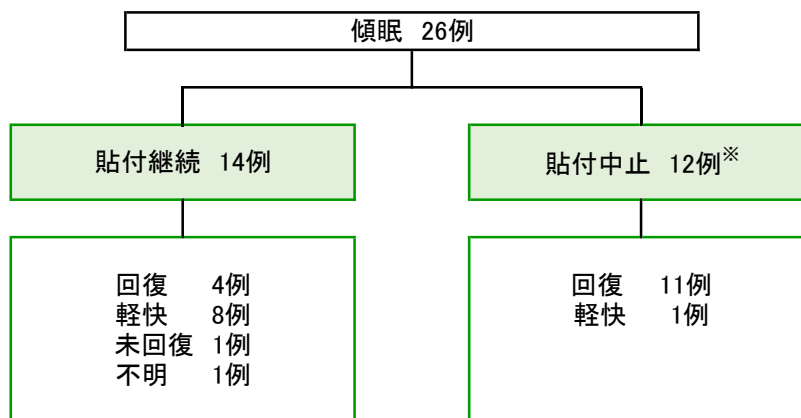 傾眠 26例
貼付継続 14例
貼付中止 12例※
回復 4例
軽快 8例
未回復 1例
不明 1例
回復 11例
軽快 1例